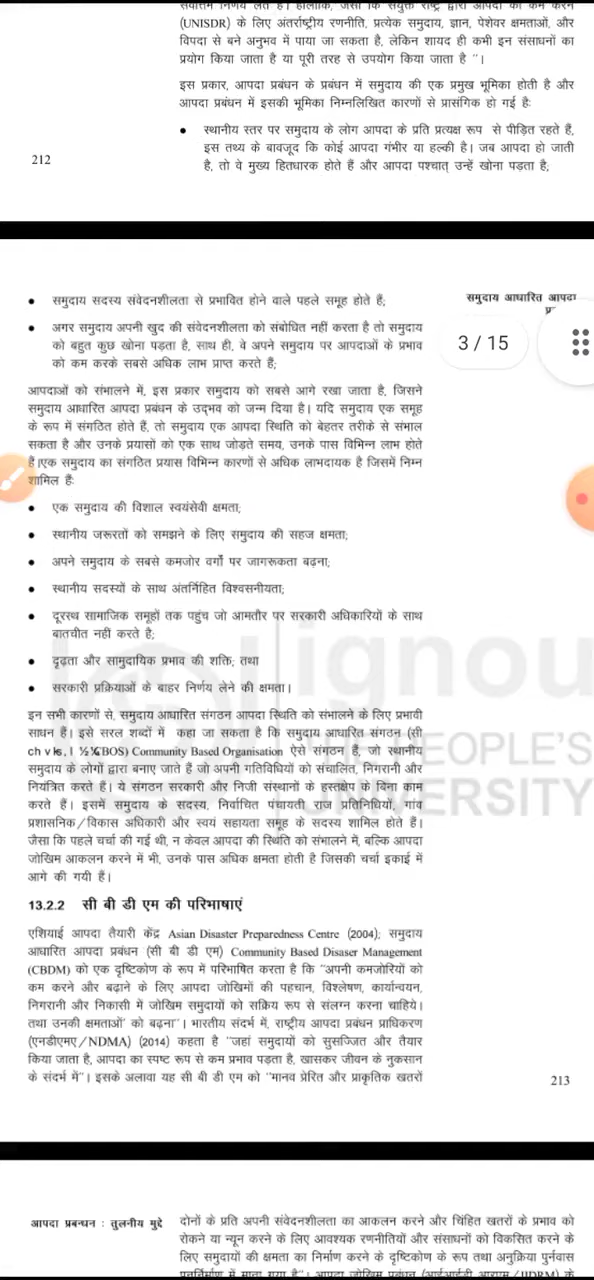 (UNISDR) के लिए अंतर्राष्ट्रीय रणनीति, प्रत्येक समुदाय, ज्ञान, पेशेवर क्षमताओं, और
विपदा से बने अनुभव में पाया जा सकता है, लेकिन शायद ही कभी इन संसाधनों का
प्रयोग किया जाता है या पूरी तरह से उपयोग किया जाता है "।
इस प्रकार, आपदा प्रबंधन के प्रबंधन में समुदाय की एक प्रमुख भूमिका होती है और
आपदा प्रबंधन में इसकी भूमिका निम्नलिखित कारणों से प्रासंगिक हो गई हैः
• स्थानीय स्तर पर समुदाय के लोग आपदा के प्रति प्रत्यक्ष रूप से पीड़ित रहते हैं,
इस तथ्य के बावजूद कि कोई आपदा गंभीर या हल्की है। जब आपदा हो जाती
है, तो वे मुख्य हितधारक होते हैं और आपदा पश्चात् उन्हें खोना पड़ता है;
212
• समुदाय सदस्य संवेदनशीलता से प्रभावित होने वाले पहले समूह होते हैं;
समुदाय आधारित आपदा
• अगर समुदाय अपनी खुद की संवेदनशीलता को संबोधित नहीं करता है तो समुदाय
को बहुत कुछ खोना पड़ता है, साथ ही, वे अपने समुदाय पर आपदाओं के प्रभाव
को कम करके सबसे अधिक लाभ प्राप्त करते हैं;
3 / 15
आपदाओं को संभालने में, इस प्रकार समुदाय को सबसे आगे रखा जाता है, जिसने
समुदाय आधारित आपदा प्रबंधन के उद्भव को जन्म दिया है। यदि समुदाय एक समूह
के रूप में संगठित होते हैं, तो समुदाय एक आपदा स्थिति को बेहतर तरीके से संभाल
सकता है और उनके प्रयासों को एक साथ जोड़ते समय, उनके पास विभिन्न लाभ होते
हैं।एक समुदाय का संगठित प्रयास विभिन्न कारणों से अधिक लाभदायक है जिसमें निम्न
शामिल हैंः
• एक समुदाय की विशाल स्वयंसेवी क्षमता;
• स्थानीय जरूरतों को समझने के लिए समुदाय की सहज क्षमता;
• अपने समुदाय के सबसे कमजोर वर्गों पर जागरूकता बढ़ना;
• स्थानीय सदस्यों के साथ अंतर्निहित विश्वसनीयता;
• दूरस्थ सामाजिक समूहों तक पहुंच जो आमतौर पर सरकारी अधिकारियों के साथ
बातचीत नहीं करते है;
• दृढ़ता और सामुदायिक प्रभाव की शक्ति; तथा
• सरकारी प्रक्रियाओं के बाहर निर्णय लेने की क्षमता।
ignou
THE PEOPLE'S
UNIVERSITY
इन सभी कारणों से, समुदाय आधारित संगठन आपदा स्थिति को संभालने के लिए प्रभावी
साधन हैं। इसे सरल शब्दों में कहा जा सकता है कि समुदाय आधारित संगठन (सी
ch vks, l ½¼CBOS) Community Based Organisation ऐसे संगठन हैं, जो स्थानीय
समुदाय के लोगों द्वारा बनाए जाते हैं जो अपनी गतिविधियों को संचालित, निगरानी और
नियंत्रित करते हैं। ये संगठन सरकारी और निजी संस्थानों के हस्तक्षेप के बिना काम
करते हैं। इसमें समुदाय के सदस्य, निर्वाचित पंचायती राज प्रतिनिधियों, गांव
प्रशासनिक/विकास अधिकारी और स्वयं सहायता समूह के सदस्य शामिल होते हैं।
जैसा कि पहले चर्चा की गई थी, न केवल आपदा की स्थिति को संभालने में, बल्कि आपदा
जोखिम आकलन करने में भी, उनके पास अधिक क्षमता होती है जिसकी चर्चा इकाई में
आगे की गयी हैं।
13.2.2 सी बी डी एम की परिभाषाएं
एशियाई आपदा तैयारी केंद्र Asian Disaster Preparedness Centre (2004); समुदाय
आधारित आपदा प्रबंधन (सी बी डी एम) Community Based Disaser Management
(CBDM) को एक दृष्टिकोण के रूप में परिभाषित करता है कि "अपनी कमजोरियों को
कम करने और बढ़ाने के लिए आपदा जोखिमों की पहचान, विश्लेषण, कार्यान्वयन,
निगरानी और निकासी में जोखिम समुदायों को सक्रिय रूप से संलग्न करना चाहिये।
तथा उनकी क्षमताओं' को बढ़ना"। भारतीय संदर्भ में, राष्ट्रीय आपदा प्रबंधन प्राधिकरण
(एनडीएमए/NDMA) (2014) कहता है "जहां समुदायों को सुसज्जित और तैयार
किया जाता है, आपदा का स्पष्ट रूप से कम प्रभाव पड़ता है, खासकर जीवन के नुकसान
के संदर्भ में"। इसके अलावा यह सी बी डी एम को "मानव प्रेरित और प्राकृतिक खतरों
213
आपदा प्रबन्धन : तुलनीय मुद्दे
दोनों के प्रति अपनी संवेदनशीलता का आकलन करने और चिंहित खतरों के प्रभाव को
रोकने या न्यून करने के लिए आवश्यक रणनीतियों और संसाधनों को विकसित करने के
लिए समुदायों की क्षमता का निर्माण करने के दृष्टिकोण के रूप तथा अनुक्रिया पुर्नवास